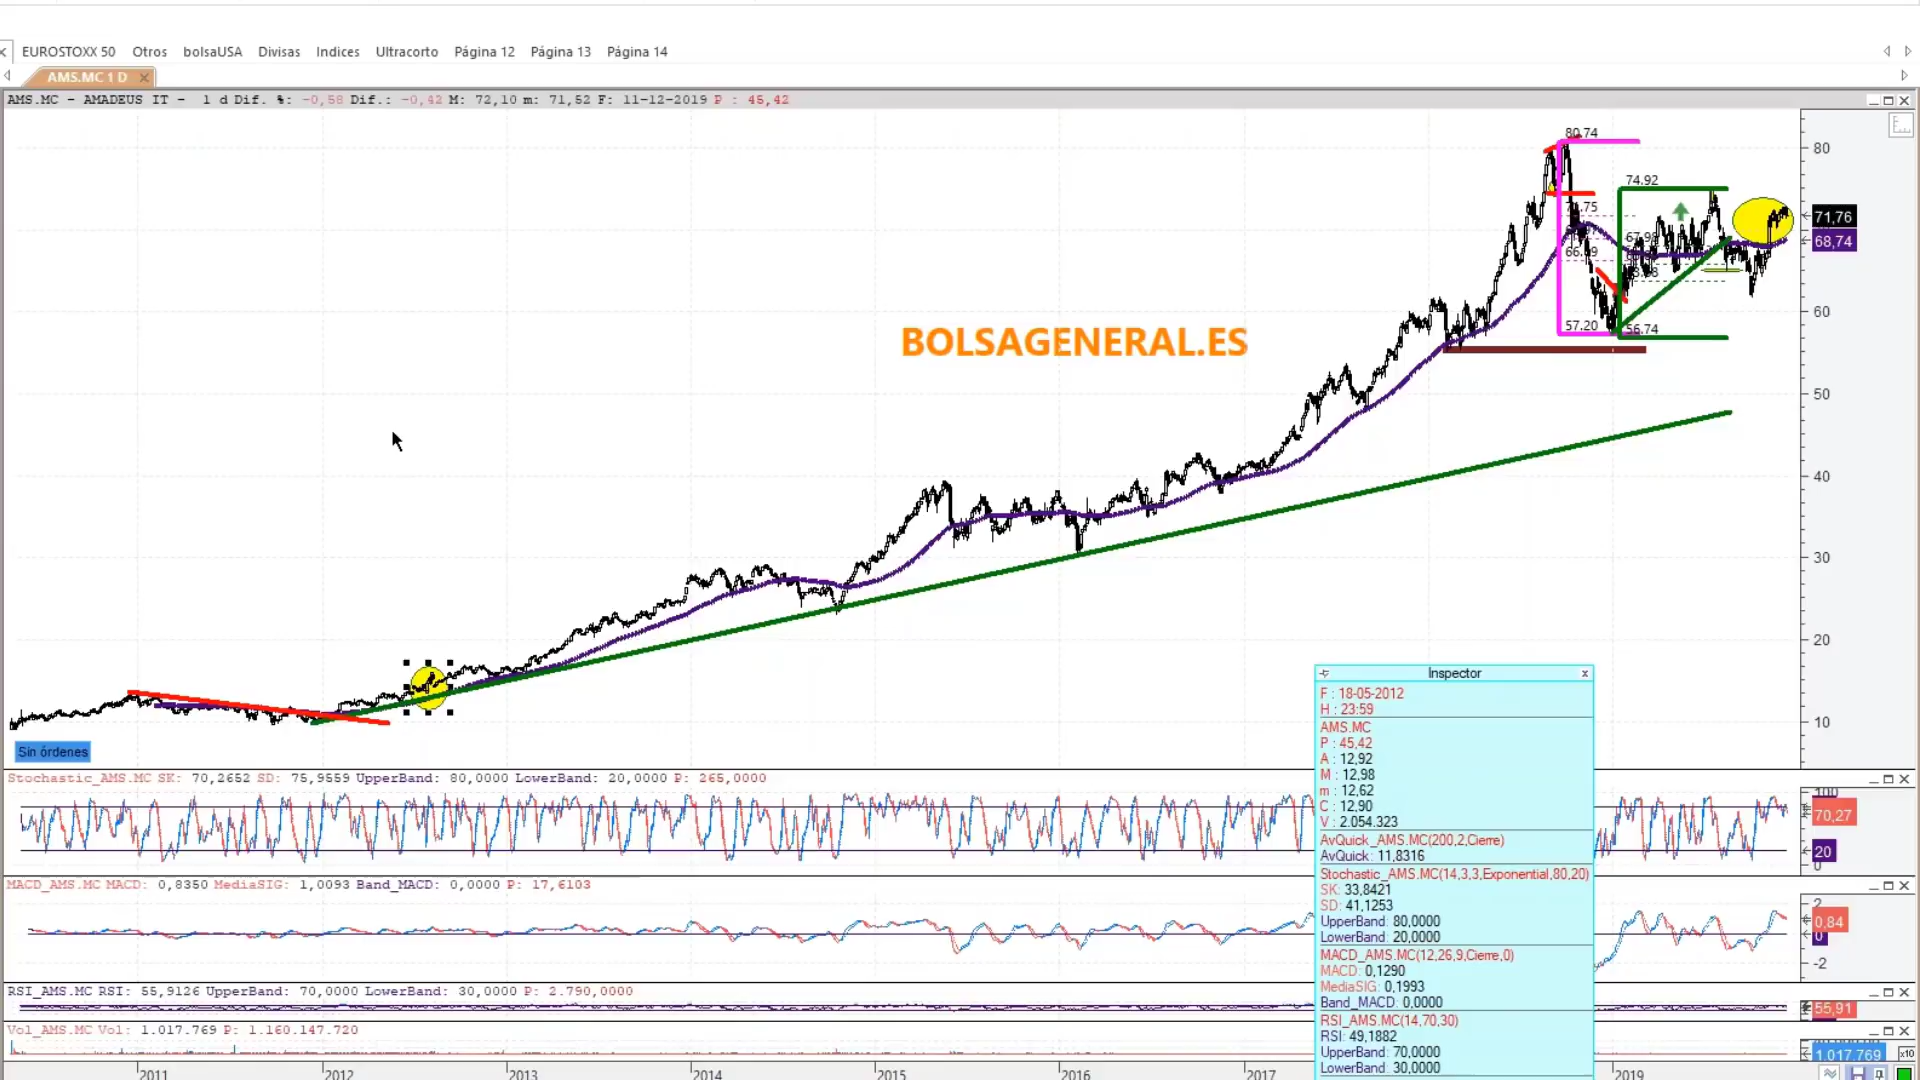 EUROSTOXX 50 Otros bolsaUSA Divisas Indices Ultracorto Página 12 Página 13 Página 14
AMS.MC 1 D
AMS.MC - AMADEUS IT - 1 d Dif. %: -0,58 Dif.: -0,42 M: 72,10 m: 71,52 F: 11-12-2019 P : 45,42
80.74
80
74.92
71,76
68,74
67.98
66.69
60
57.20
56.74
BOLSAGENERAL.ES
50
40
30
20
10
Sin órdenes
Inspector
F : 18-05-2012
H : 23:59
AMS.MC
P : 45,42
A : 12,92
M : 12,98
m : 12,62
C : 12,90
V : 2.054.323
AvQuick_AMS.MC(200,2,Cierre)
AvQuick: 11,8316
Stochastic_AMS.MC(14,3,3,Exponential,80,20)
SK: 33,8421
SD: 41,1253
UpperBand: 80,0000
LowerBand: 20,0000
MACD_AMS.MC(12,26,9,Cierre,0)
MACD: 0,1290
MediaSIG: 0,1993
Band_MACD: 0,0000
RSI_AMS.MC(14,70,30)
RSI: 49,1882
UpperBand: 70,0000
LowerBand: 30,0000
Stochastic_AMS.MC SK: 70,2652 SD: 75,9559 UpperBand: 80,0000 LowerBand: 20,0000 P: 265,0000
100
70,27
20
0
MACD_AMS.MC MACD: 0,8350 MediaSIG: 1,0093 Band_MACD: 0,0000 P: 17,6103
2
0,84
0
-2
RSI_AMS.MC RSI: 55,9126 UpperBand: 70,0000 LowerBand: 30,0000 P: 2.790,0000
55,91
Vol_AMS.MC Vol: 1.017.769 P: 1.160.147.720
1.017.769
x10
2011 2012 2013 2014 2015 2016 2017 2019